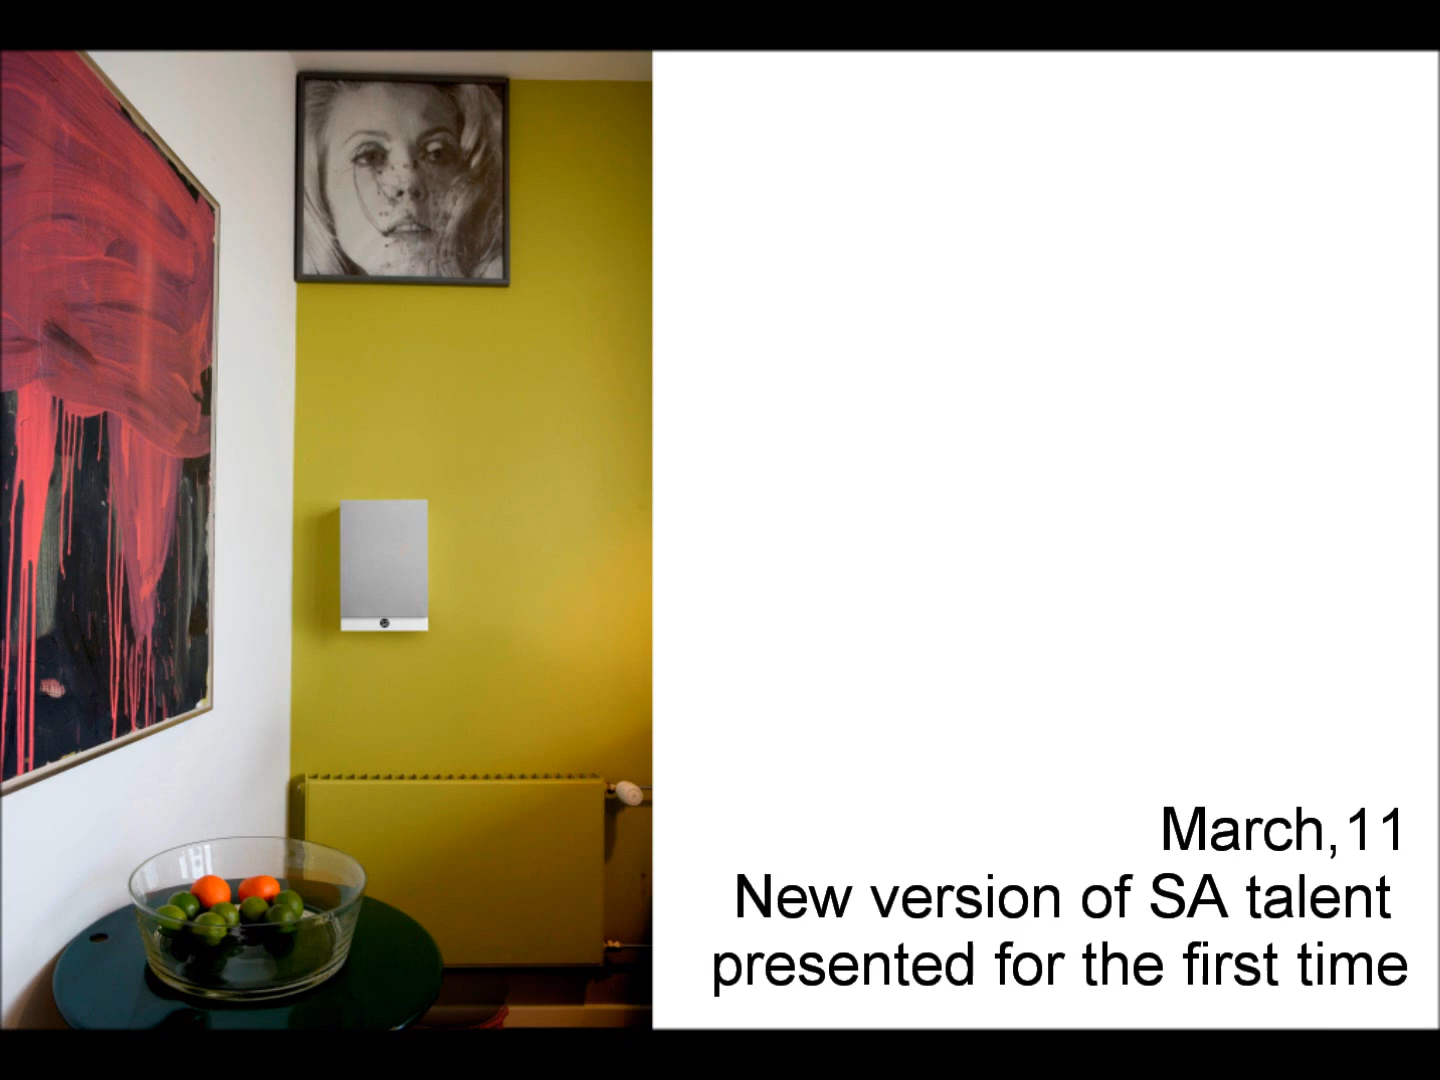 March,11
New version of SA talent
presented for the first time